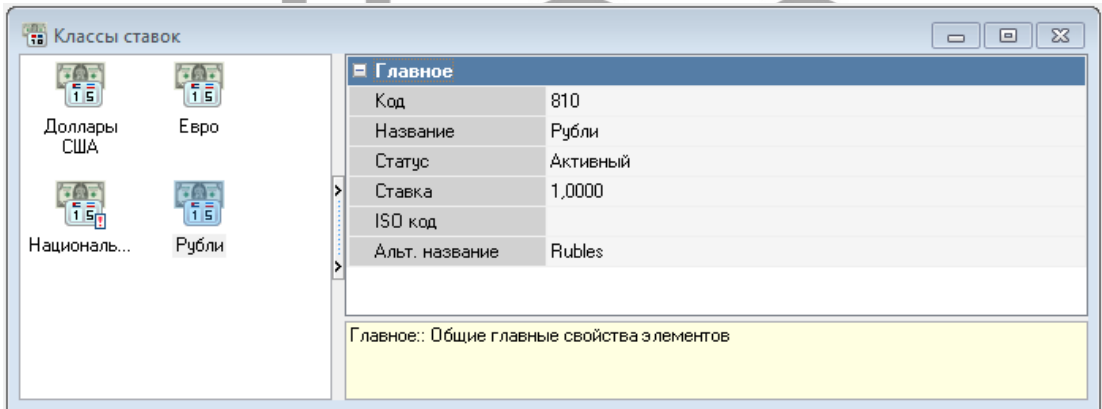 Классы ставок
Доллары США
Евро
Националь...
Рубли
Главное
Код 810
Название Рубли
Статус Активный
Ставка 1,0000
ISO код
Альт. название Rubles
Главное:: Общие главные свойства элементов